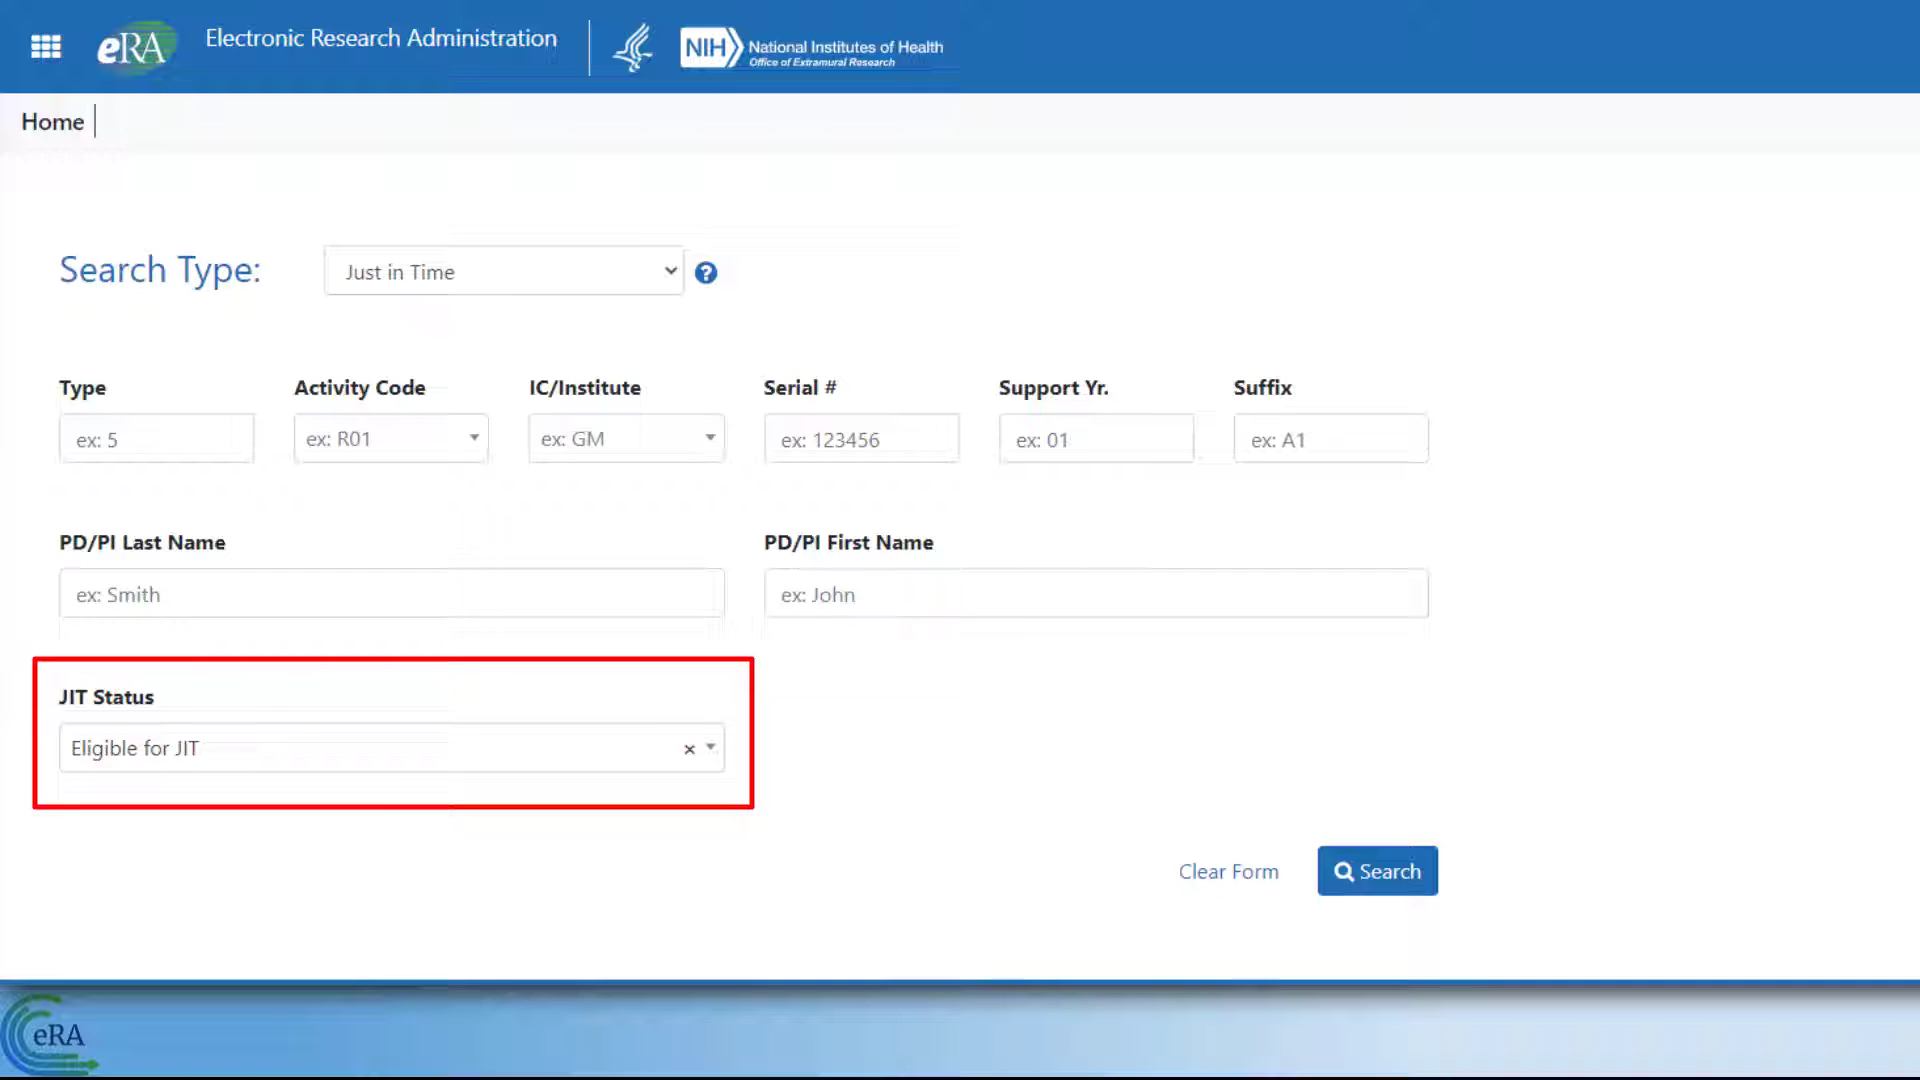 eRA
Electronic Research Administration
NIH
National Institutes of Health
Office of Extramural Research
Home
Search Type:
Just in Time
?
Type
Activity Code
IC/Institute
Serial #
Support Yr.
Suffix
ex: 5
ex: R01
ex: GM
ex: 123456
ex: 01
ex: A1
PD/PI Last Name
PD/PI First Name
ex: Smith
ex: John
JIT Status
Eligible for JIT
×
Clear Form
Search
eRA